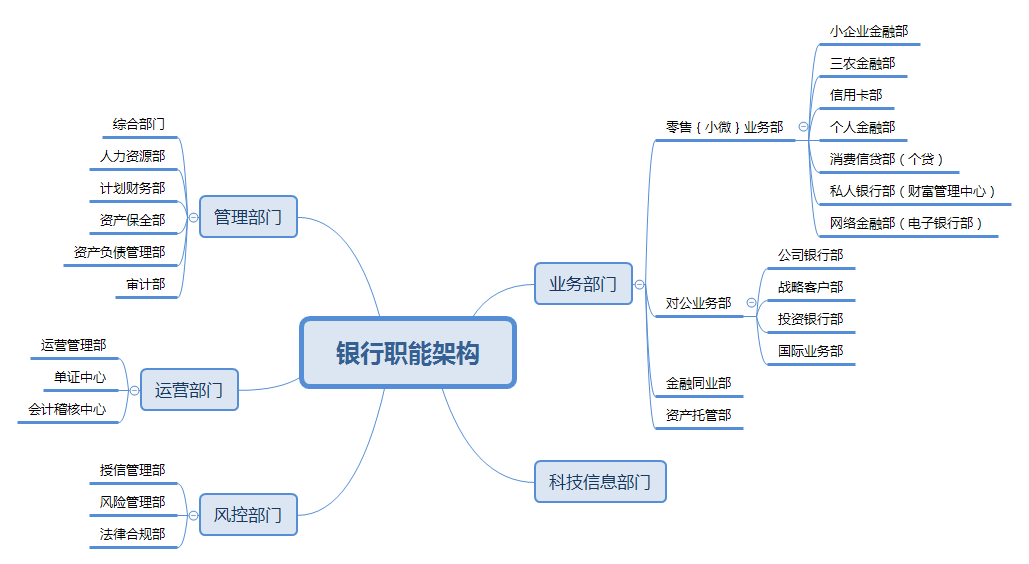 银行职能架构
业务部门
零售｛小微｝业务部
小企业金融部
三农金融部
信用卡部
个人金融部
消费信贷部（个贷）
私人银行部（财富管理中心）
网络金融部（电子银行部）
对公业务部
公司银行部
战略客户部
投资银行部
国际业务部
金融同业部
资产托管部
科技信息部门
管理部门
综合部门
人力资源部
计划财务部
资产保全部
资产负债管理部
审计部
运营部门
运营管理部
单证中心
会计稽核中心
风控部门
授信管理部
风险管理部
法律合规部